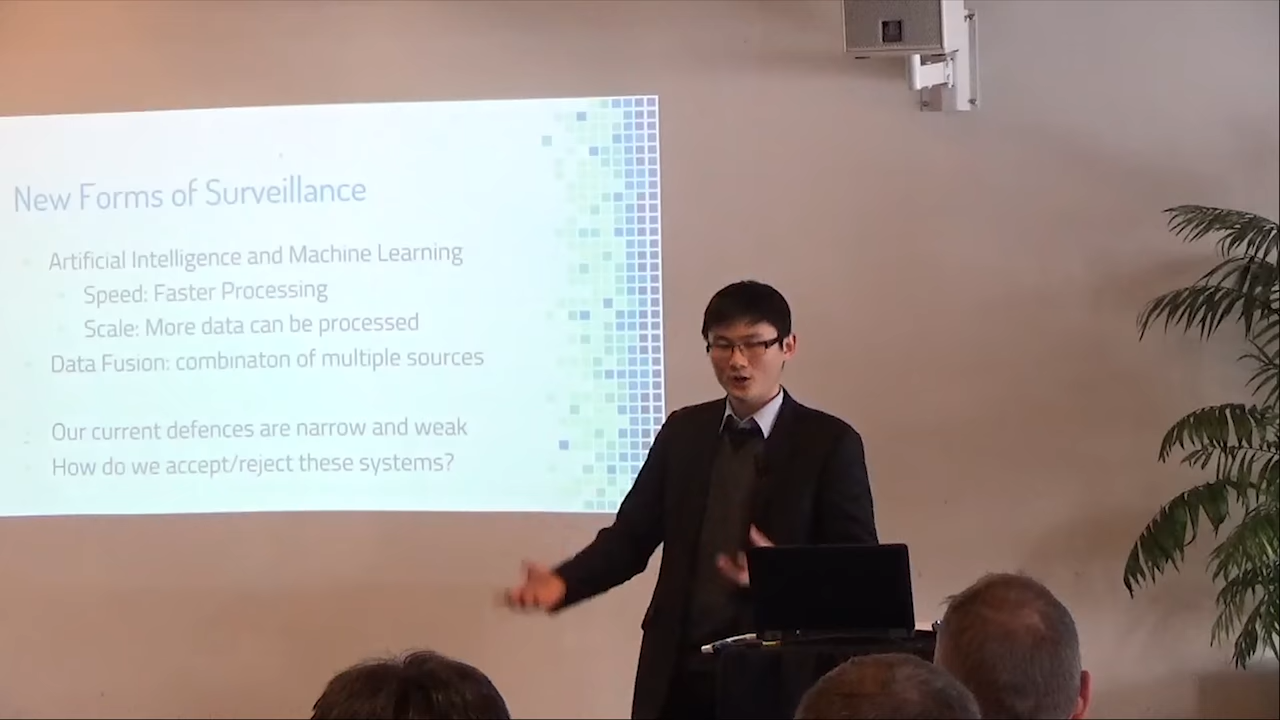 New Forms of Surveillance
Artificial Intelligence and Machine Learning
Speed: Faster Processing
Scale: More data can be processed
Data Fusion: combinaton of multiple sources
Our current defences are narrow and weak
How do we accept/reject these systems?